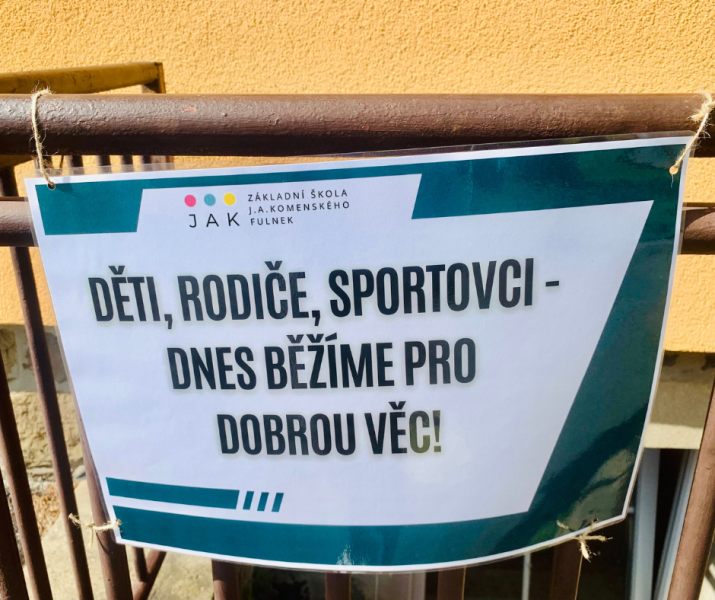 JAK
ZÁKLADNÍ ŠKOLA
J.A.KOMENSKÉHO
FULNEK
DĚTI, RODIČE, SPORTOVCI -
DNES BĚŽÍME PRO
DOBROU VĚC!